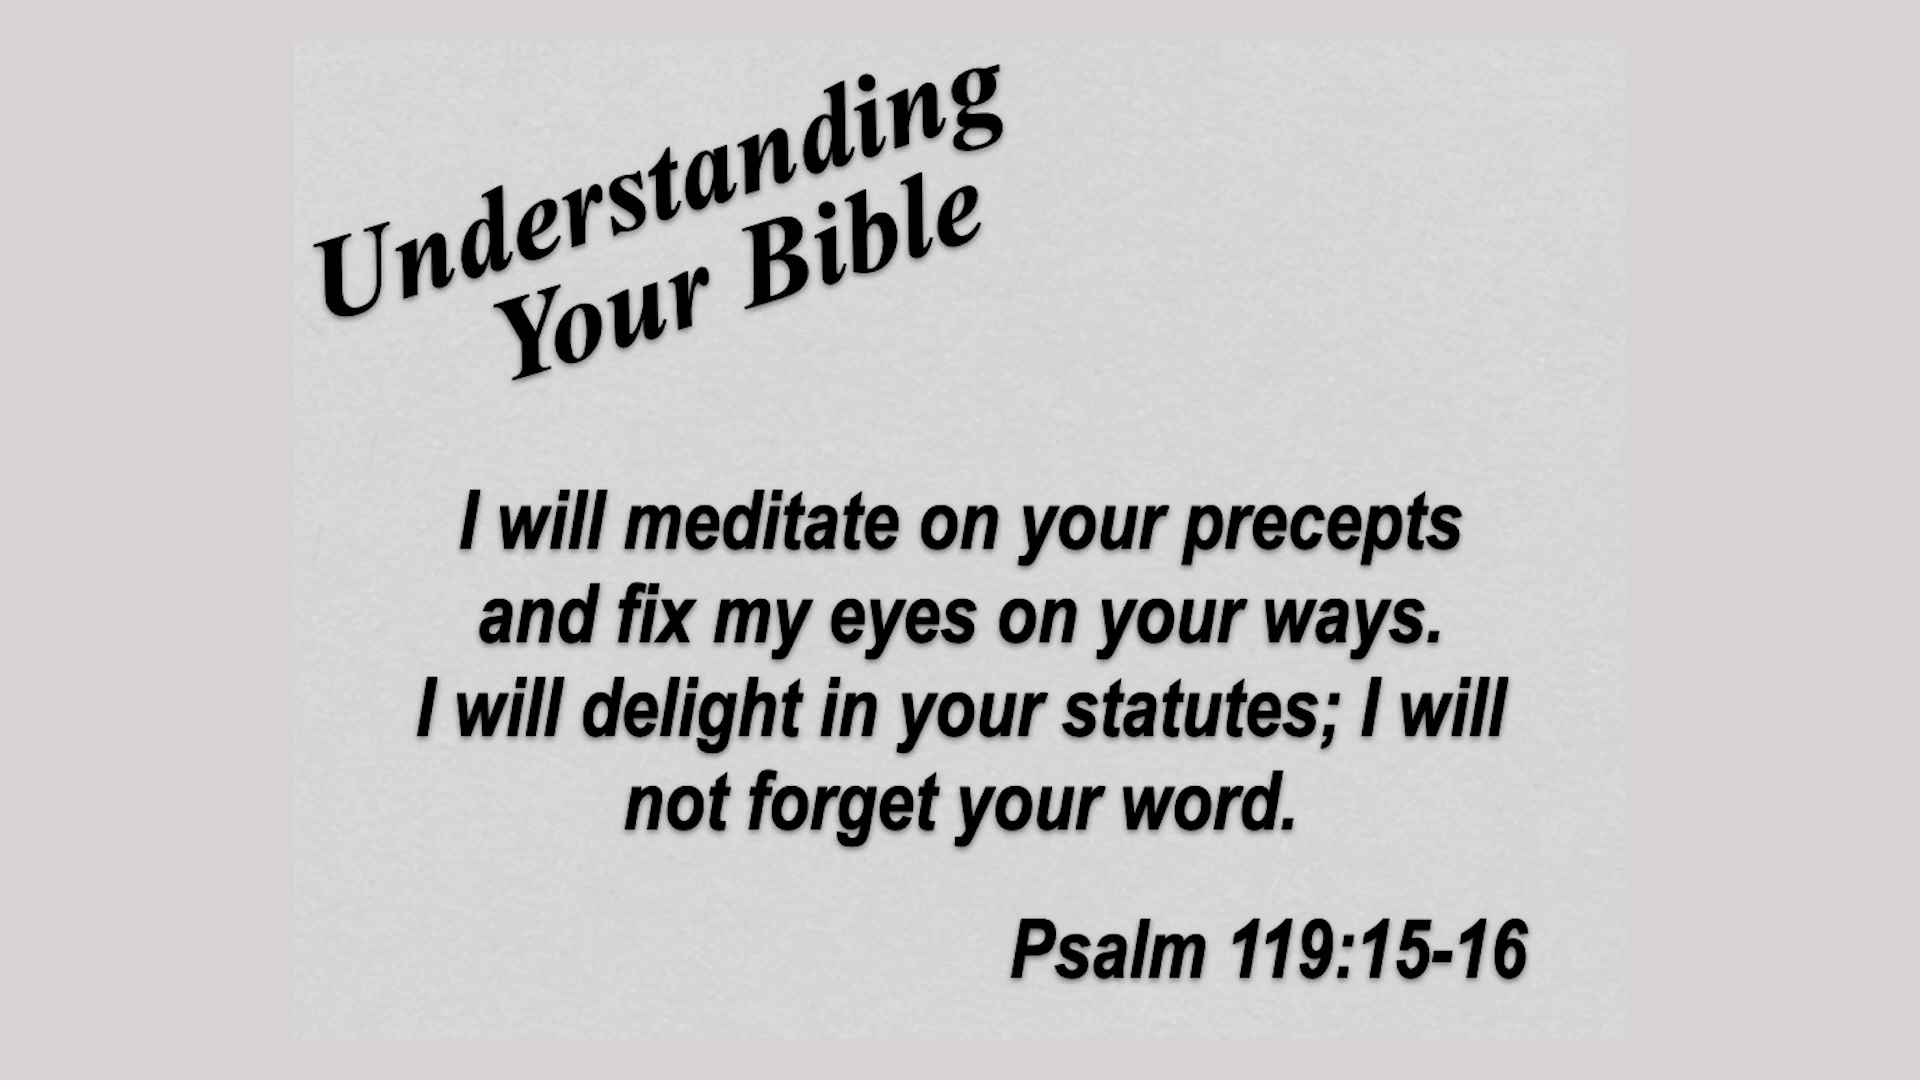 Understanding
Your Bible
I will meditate on your precepts
and fix my eyes on your ways.
I will delight in your statutes; I will
not forget your word.
Psalm 119:15-16